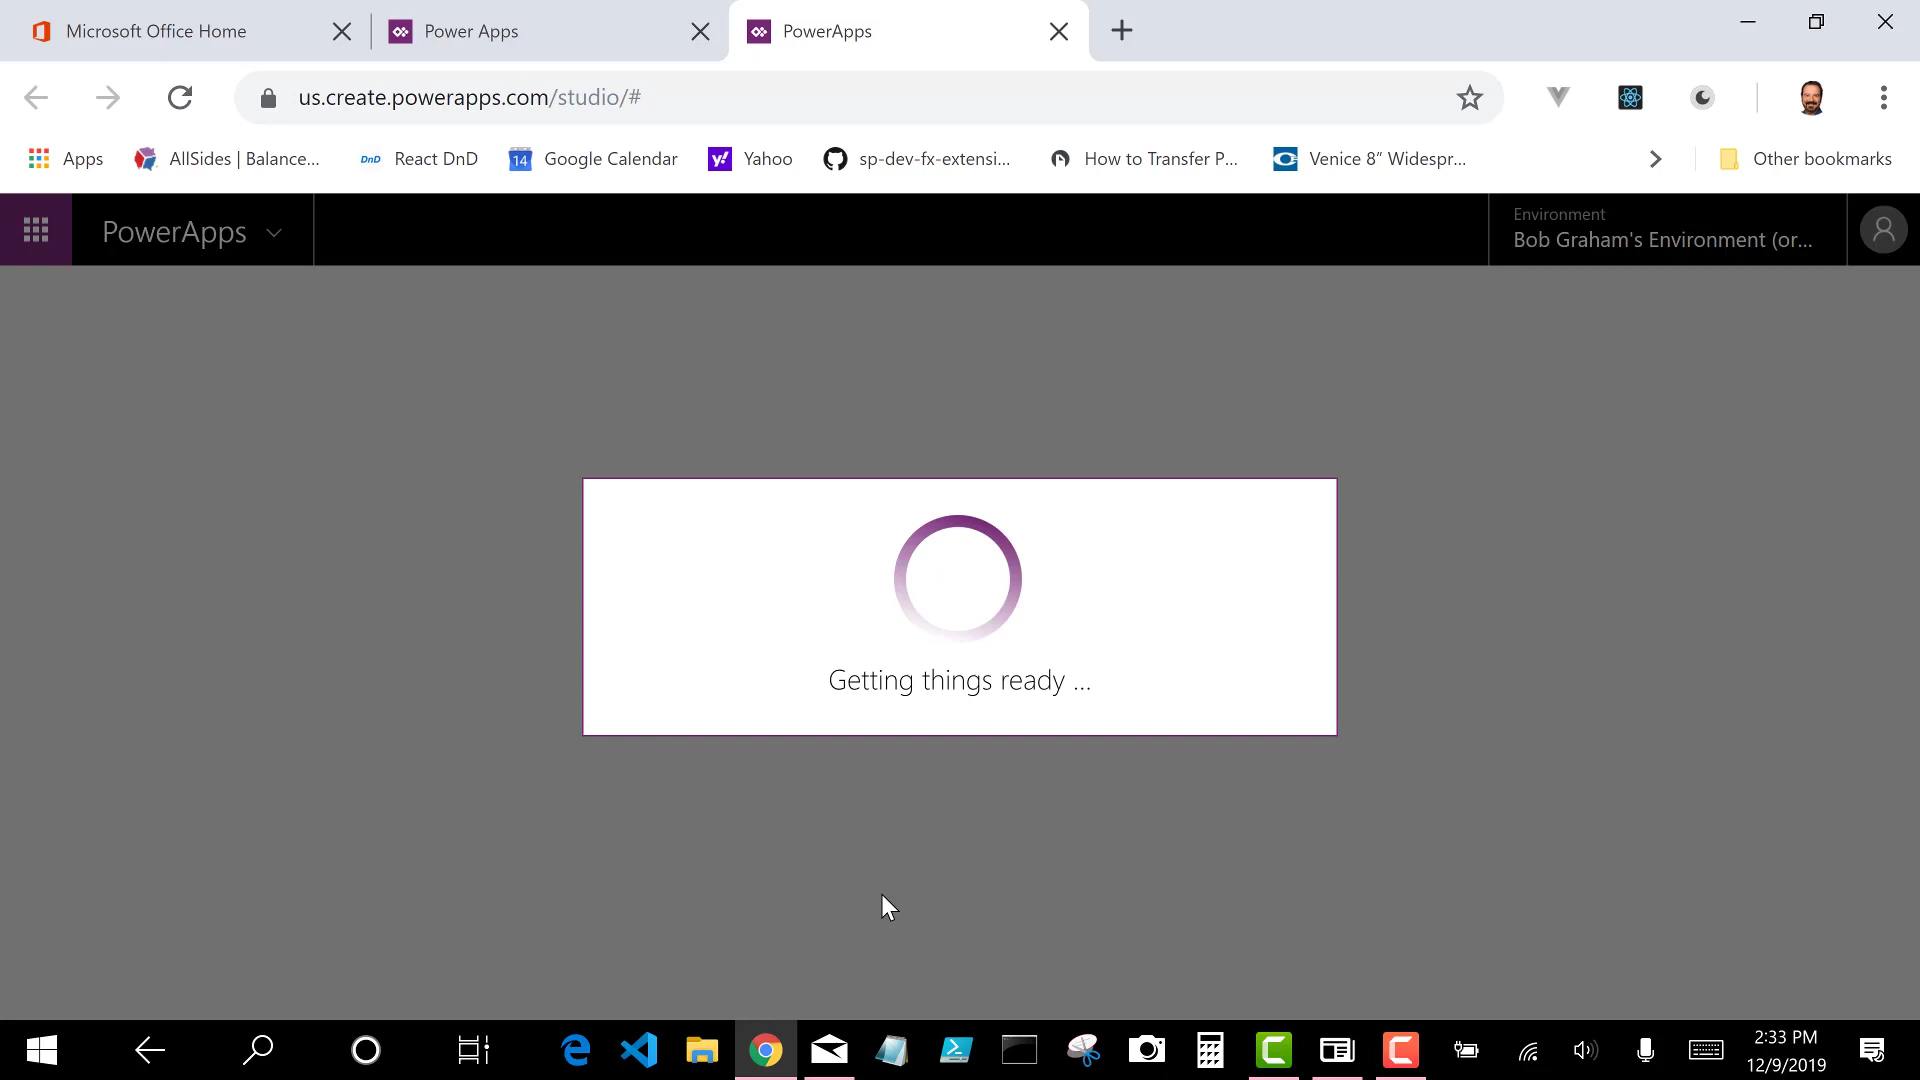 Microsoft Office Home
Power Apps
PowerApps
us.create.powerapps.com/studio/#
Apps
AllSides | Balance...
DnD
React DnD
14
Google Calendar
y!
Yahoo
sp-dev-fx-extensi...
How to Transfer P...
Venice 8” Widespr...
Other bookmarks
PowerApps
Environment
Bob Graham's Environment (or...
Getting things ready ...
2:33 PM
12/9/2019